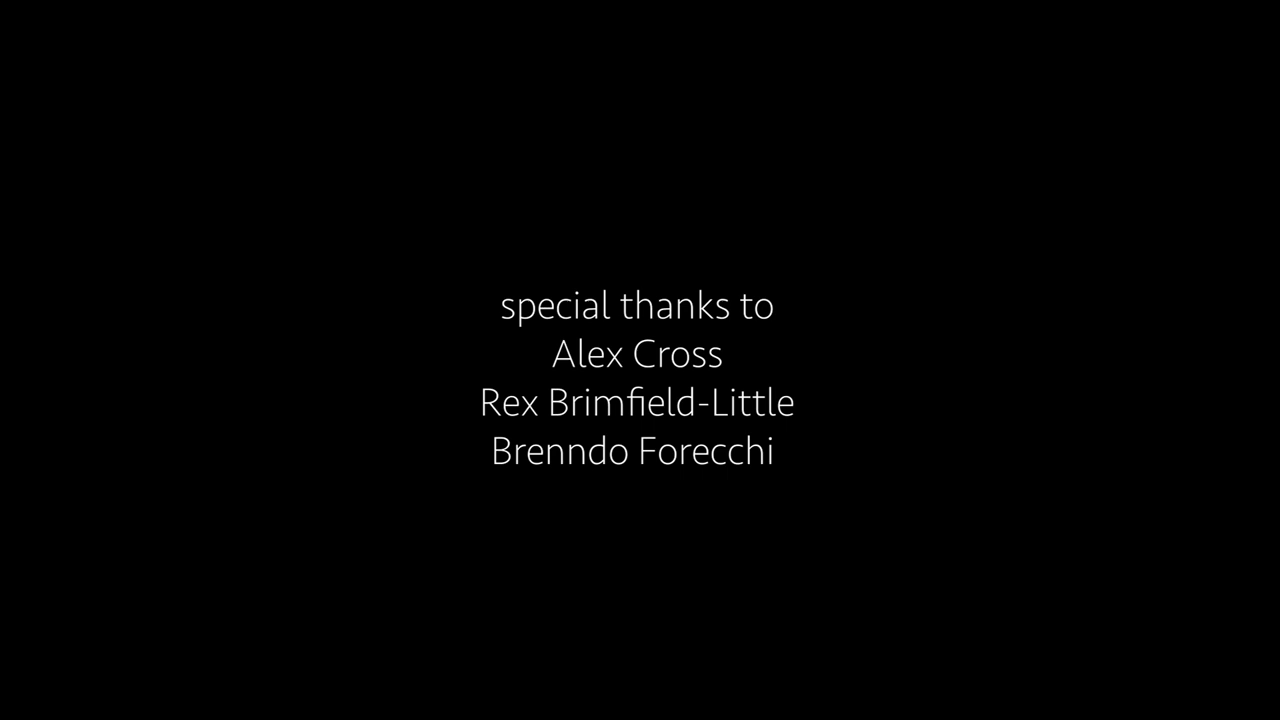 special thanks to
Alex Cross
Rex Brimfield-Little
Brenndo Forecchi